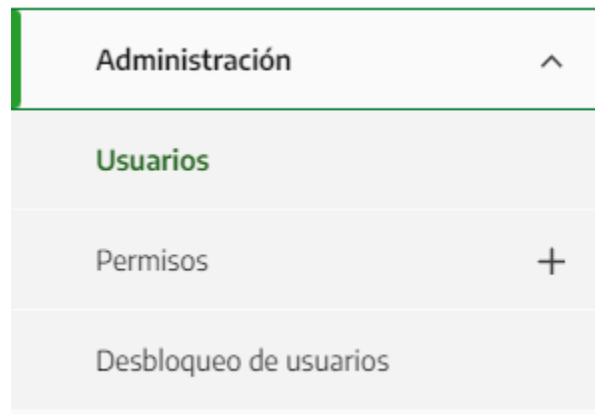 Administración
Usuarios
Permisos
Desbloqueo de usuarios